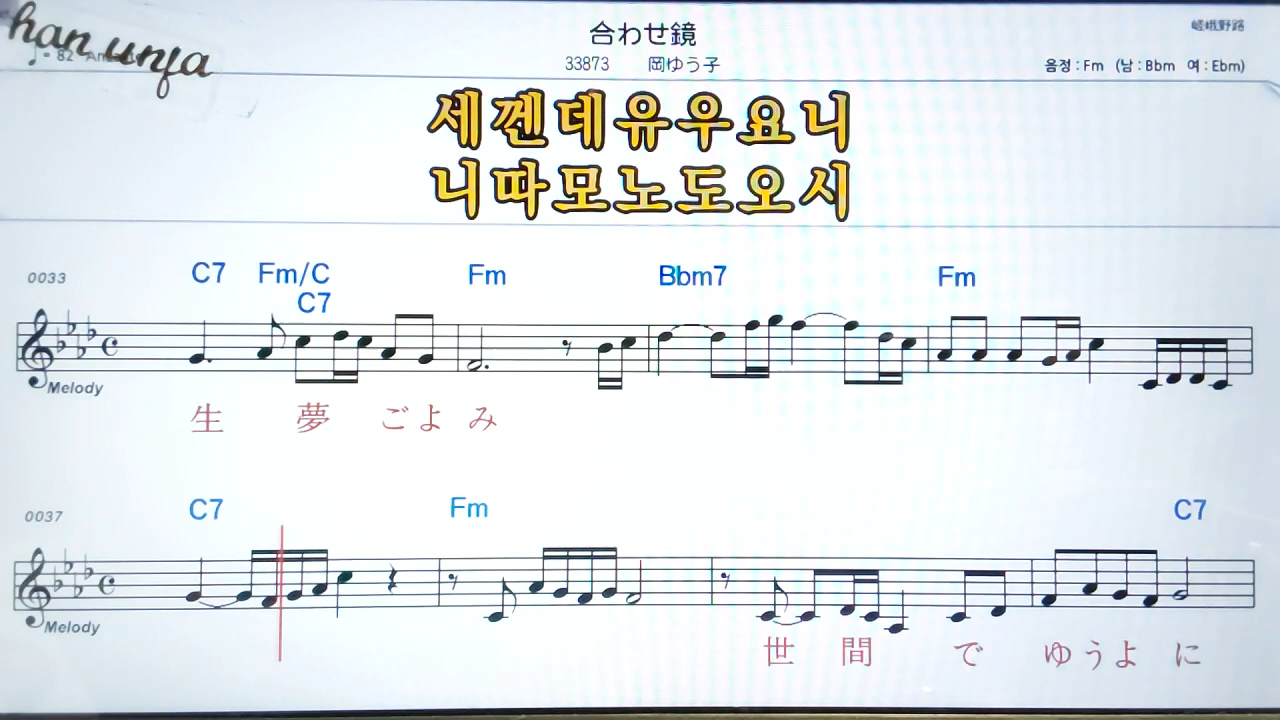 han unja
合わせ鏡
嵯峨野路
♩= 82
33873 岡ゆう子
음정 : Fm (남 : Bbm 여 : Ebm)
세껜데유우요니
니따모노도오시
0033 C7 Fm/C Fm Bbm7 Fm
C7
Melody
生 夢 ごよ み
0037 C7 Fm C7
Melody
世 間 で ゆうよ に